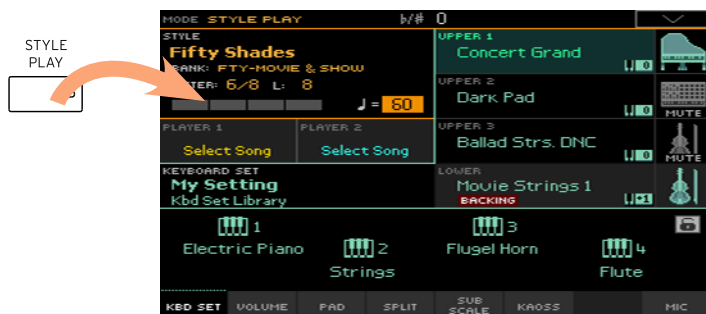 STYLE
PLAY
MODE STYLE PLAY ♭/# 0
STYLE
Fifty Shades
BANK: FTY-MOVIE & SHOW
6/8 L: 8
♩ = 60
PLAYER 1
Select Song
PLAYER 2
Select Song
KEYBOARD SET
My Setting
Kbd Set Library
UPPER 1
Concert Grand
0
UPPER 2
Dark Pad
0
MUTE
UPPER 3
Ballad Strs. DNC
0
MUTE
LOWER
Movie Strings 1
BACKING
+1
1
Electric Piano
2
Strings
3
Flugel Horn
4
Flute
KBD SET VOLUME PAD SPLIT SUB SCALE KAOSS MIC